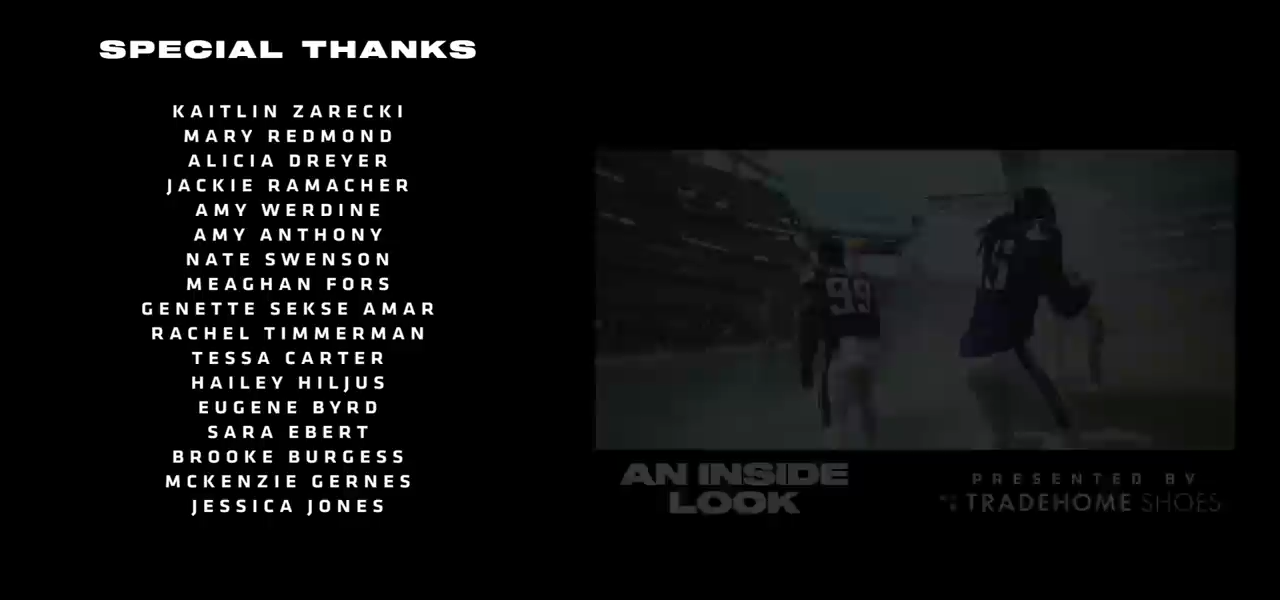 SPECIAL THANKS
KAITLIN ZARECKI
MARY REDMOND
ALICIA DREYER
JACKIE RAMACHER
AMY WERDINE
AMY ANTHONY
NATE SWENSON
MEAGHAN FORS
GENETTE SEKSE AMAR
RACHEL TIMMERMAN
TESSA CARTER
HAILEY HILJUS
EUGENE BYRD
SARA EBERT
BROOKE BURGESS
MCKENZIE GERNES
JESSICA JONES
99
AN INSIDE
LOOK
PRESENTED BY
TRADEHOME SHOES